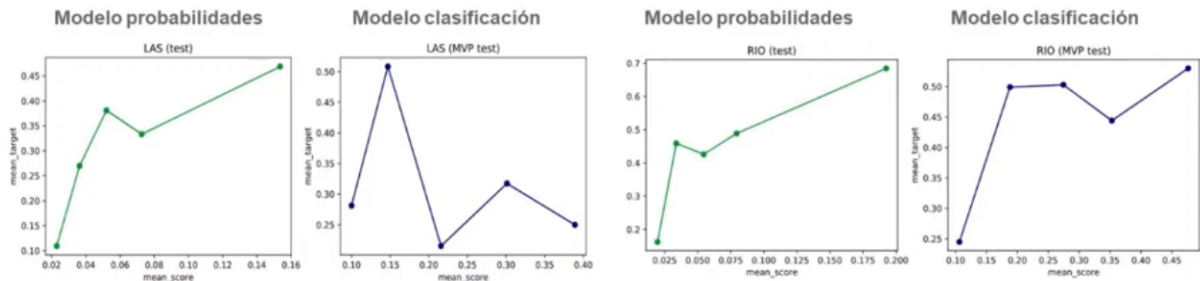 Modelo probabilidades
Modelo clasificación
Modelo probabilidades
Modelo clasificación
LAS (test)
mean_target
0.45
0.40
0.35
0.30
0.25
0.20
0.15
0.10
0.02 0.04 0.06 0.08 0.10 0.12 0.14 0.16
mean_score
LAS (MVP test)
mean_target
0.50
0.45
0.40
0.35
0.30
0.25
0.10 0.15 0.20 0.25 0.30 0.35 0.40
mean_score
RIO (test)
mean_target
0.7
0.6
0.5
0.4
0.3
0.2
0.025 0.050 0.075 0.100 0.125 0.150 0.175 0.200
mean_score
RIO (MVP test)
mean_target
0.50
0.45
0.40
0.35
0.30
0.25
0.10 0.15 0.20 0.25 0.30 0.35 0.40 0.45
mean_score